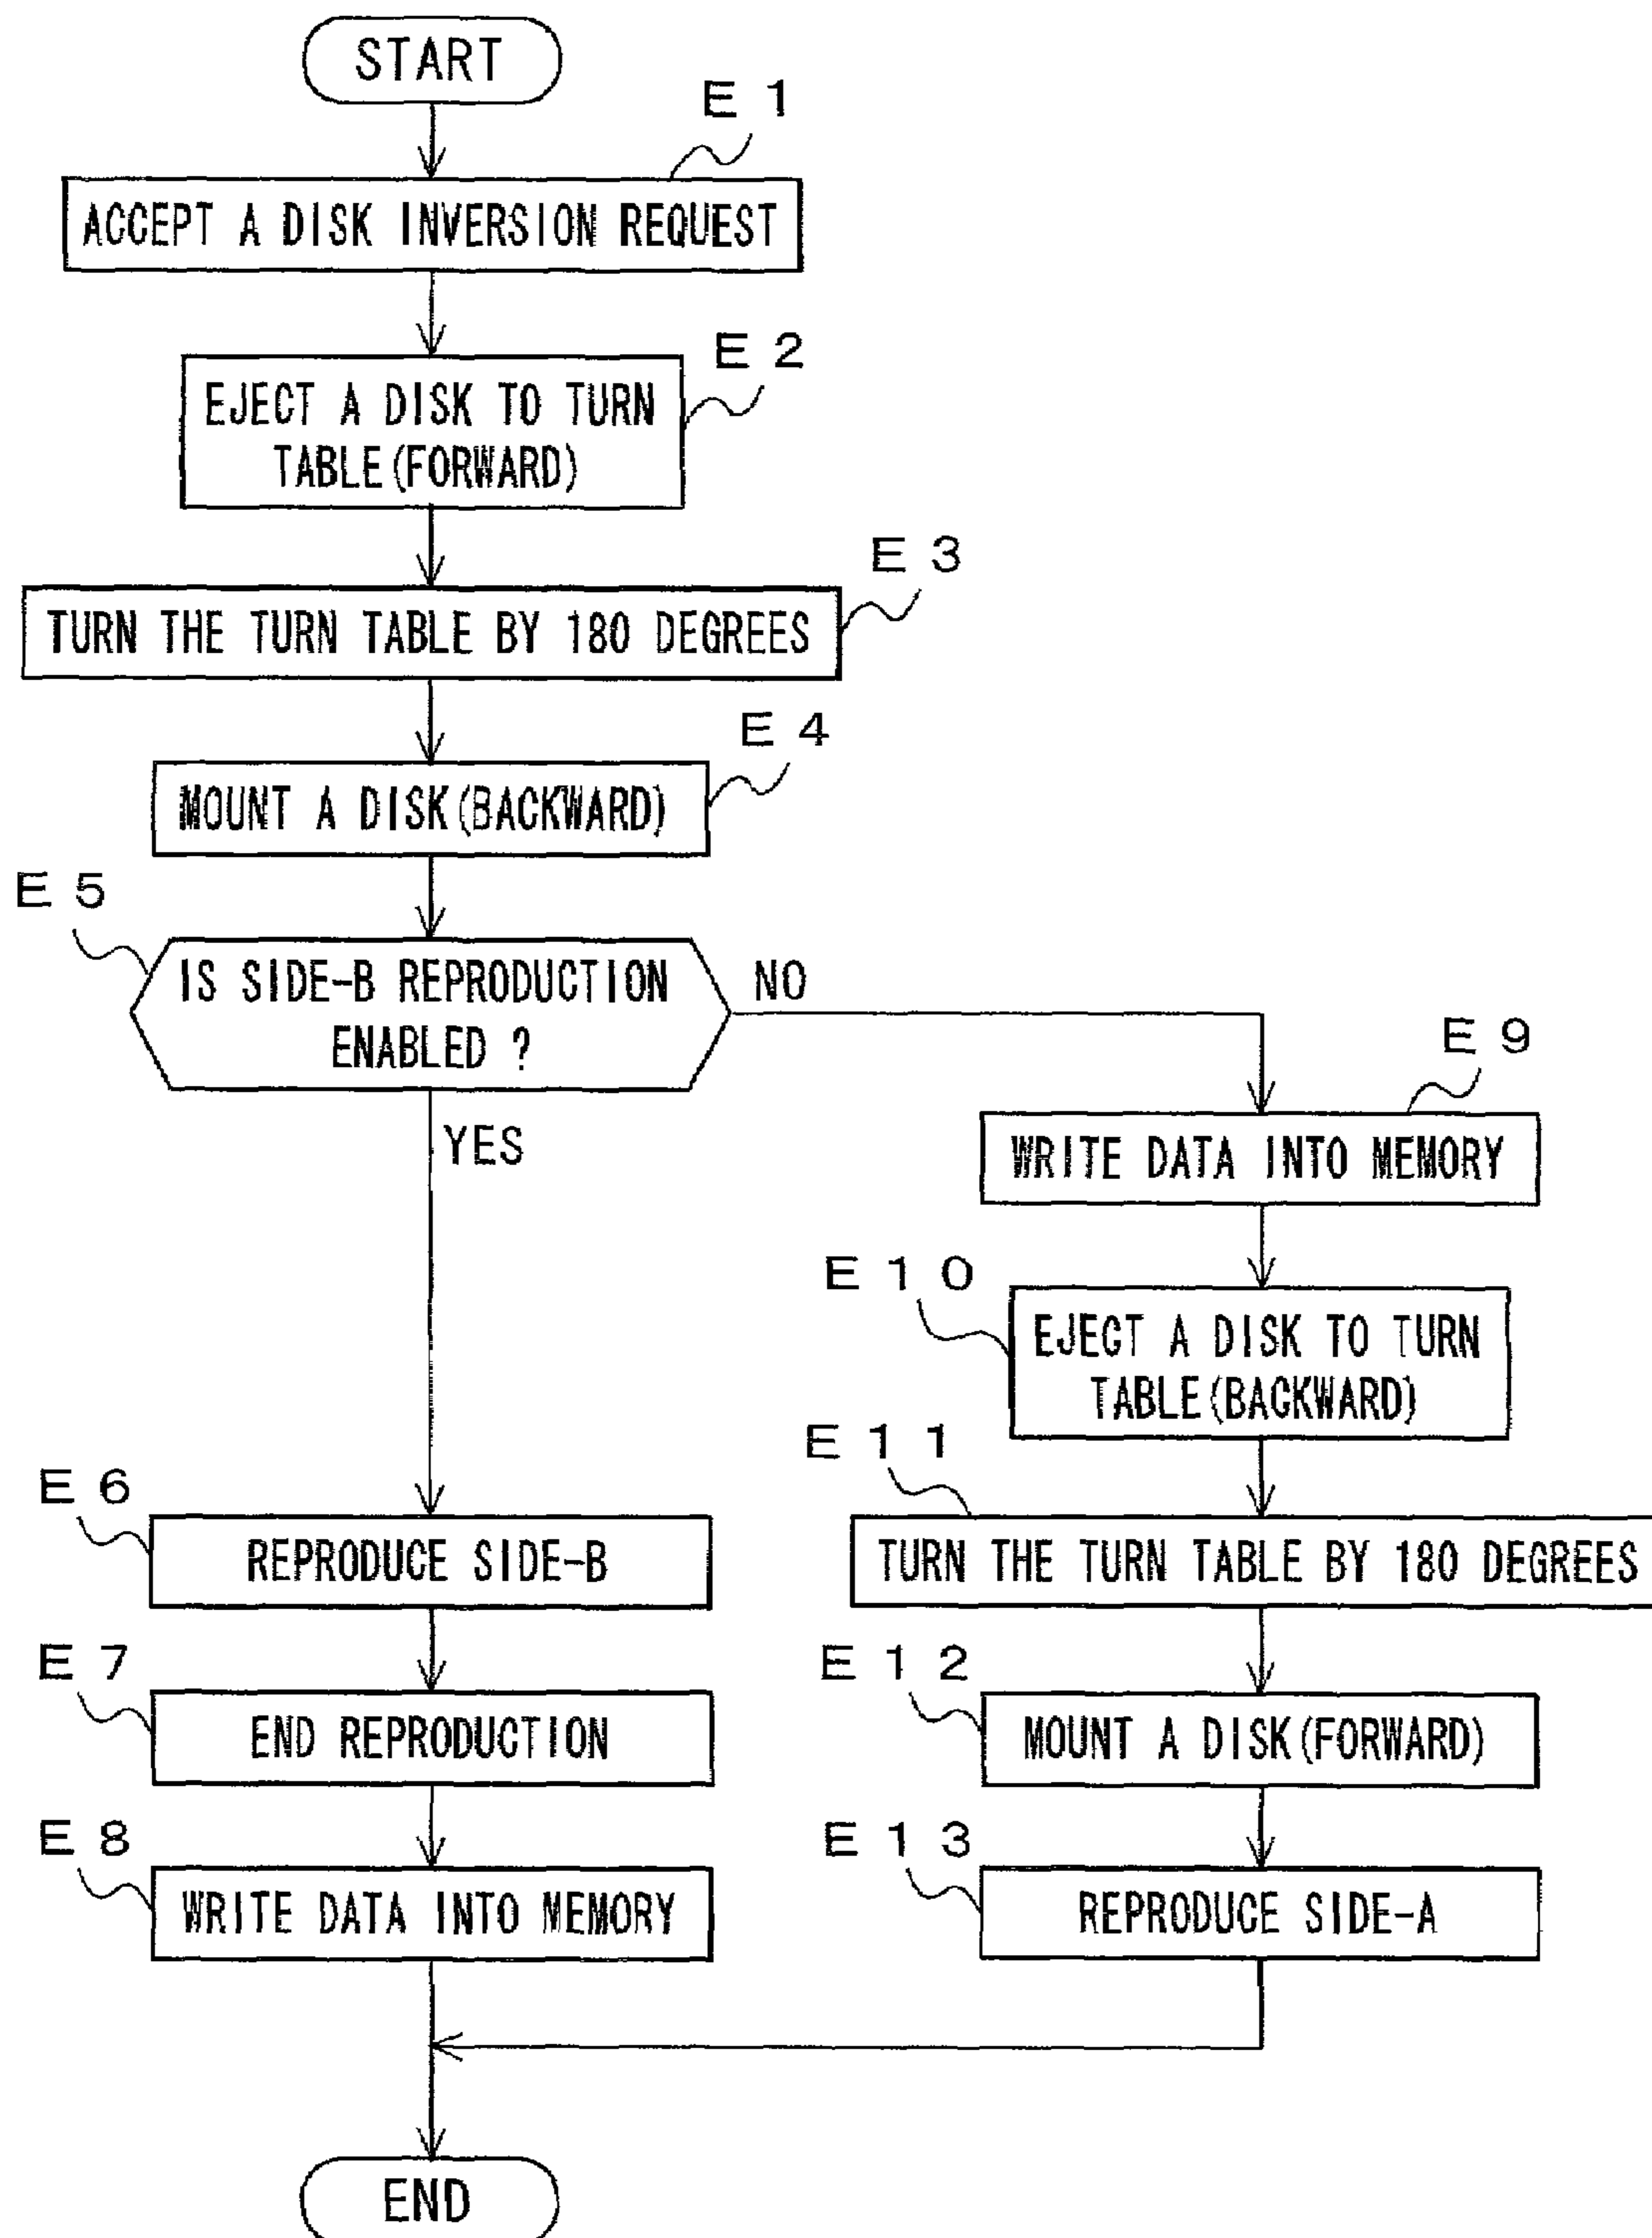 START
E 1
ACCEPT A DISK INVERSION REQUEST
E 2
EJECT A DISK TO TURN
TABLE(FORWARD)
E 3
TURN THE TURN TABLE BY 180 DEGREES
E 4
MOUNT A DISK(BACKWARD)
E 5
IS SIDE-B REPRODUCTION
ENABLED ?
NO
YES
E 9
WRITE DATA INTO MEMORY
E 1 0
EJECT A DISK TO TURN
TABLE(BACKWARD)
E 1 1
TURN THE TURN TABLE BY 180 DEGREES
E 6
REPRODUCE SIDE-B
E 7
END REPRODUCTION
E 1 2
MOUNT A DISK(FORWARD)
E 8
WRITE DATA INTO MEMORY
E 1 3
REPRODUCE SIDE-A
END